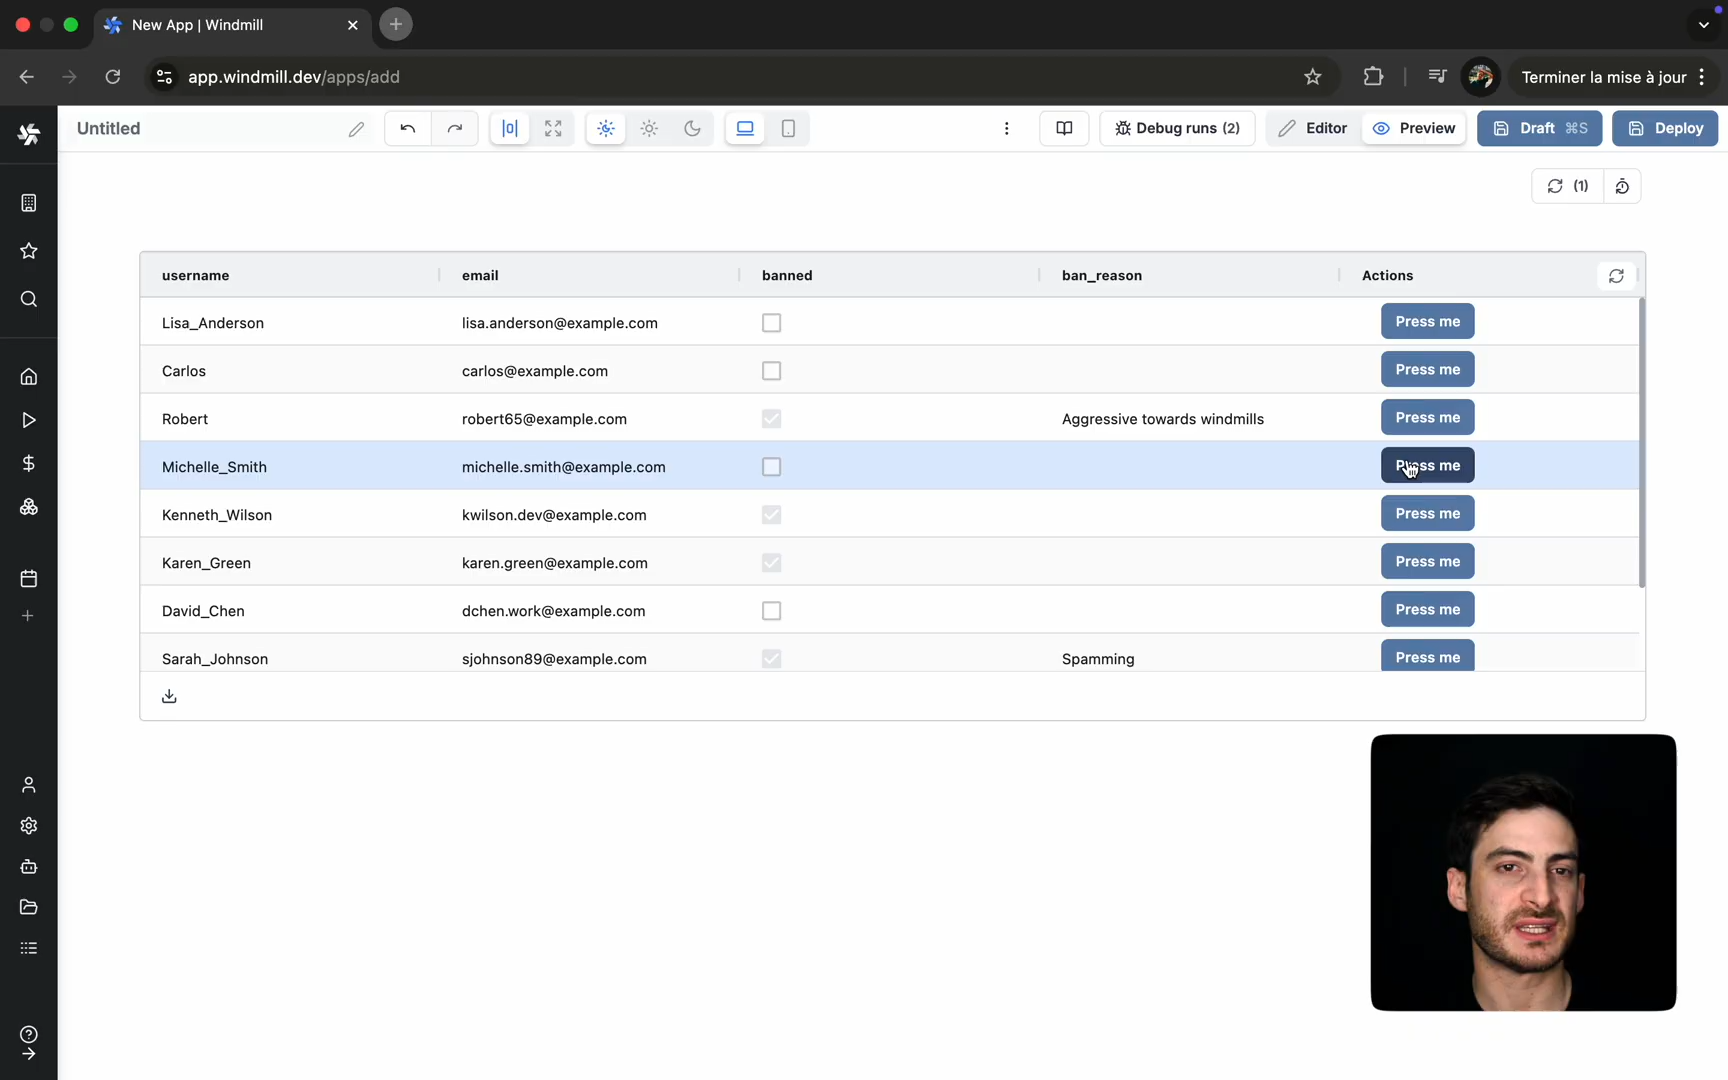 New App | Windmill
app.windmill.dev/apps/add
Terminer la mise à jour
Untitled
Debug runs (2)
Editor
Preview
Draft ⌘S
Deploy
(1)
username email banned ban_reason Actions
Lisa_Anderson lisa.anderson@example.com Press me
Carlos carlos@example.com Press me
Robert robert65@example.com Aggressive towards windmills Press me
Michelle_Smith michelle.smith@example.com Press me
Kenneth_Wilson kwilson.dev@example.com Press me
Karen_Green karen.green@example.com Press me
David_Chen dchen.work@example.com Press me
Sarah_Johnson sjohnson89@example.com Spamming Press me